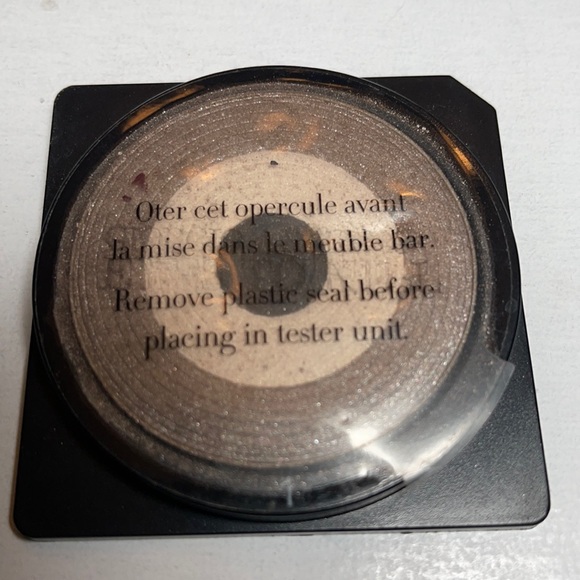 Oter cet opercule avant
la mise dans le meuble bar.
Remove plastic seal before
placing in tester unit.